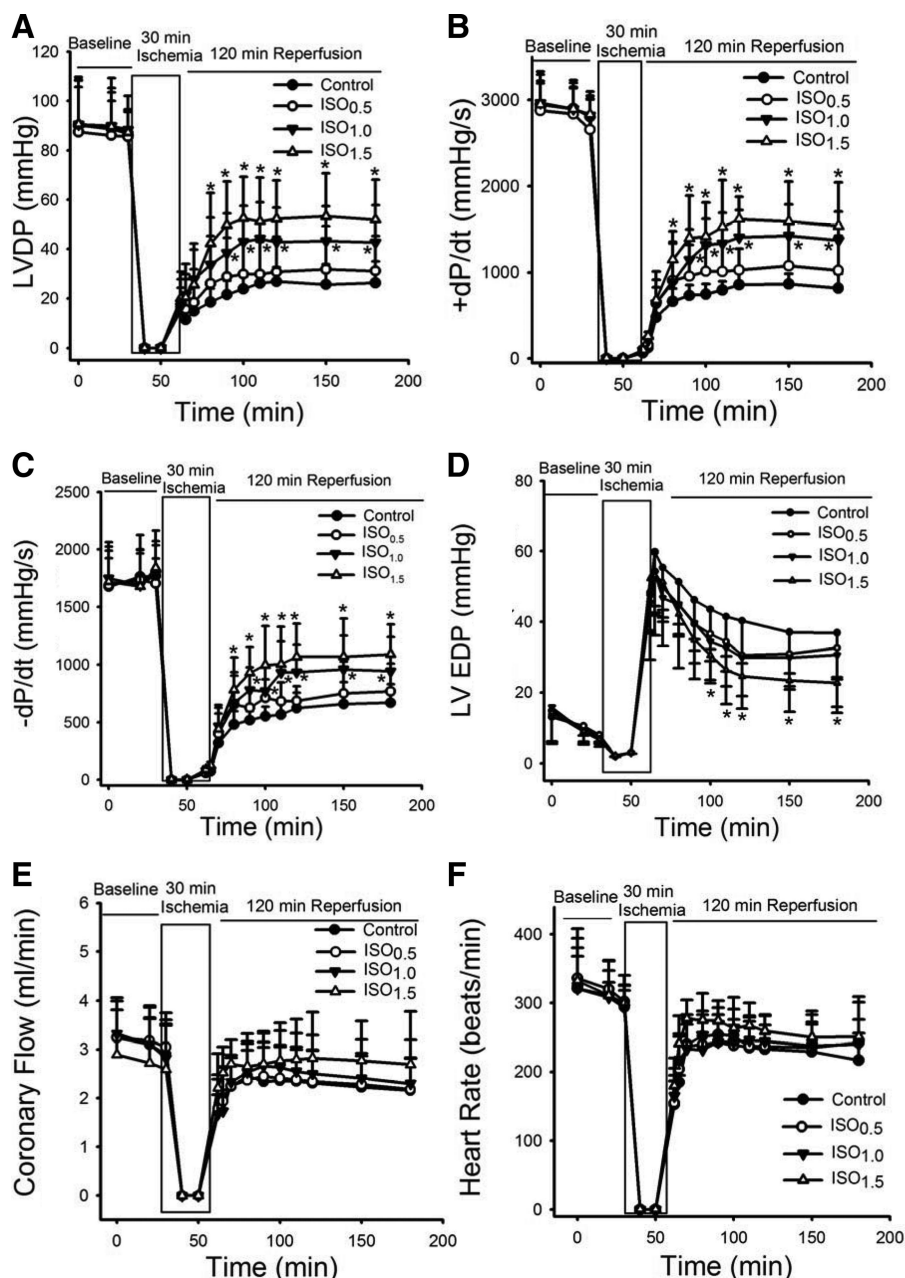 A
Baseline
30 min
Ischemia
120 min Reperfusion
Control
ISO0.5
ISO1.0
ISO1.5
*
*
*
*
*
*
*
*
*
*
*
*
*
120
100
80
60
40
20
0
LVDP (mmHg)
0
50
100
150
200
Time (min)
B
Baseline
30 min
Ischemia
120 min Reperfusion
Control
ISO0.5
ISO1.0
ISO1.5
*
*
*
*
*
*
*
*
*
*
*
*
*
3000
2000
1000
0
+dP/dt (mmHg/s)
0
50
100
150
200
Time (min)
C
Baseline
30 min
Ischemia
120 min Reperfusion
Control
ISO0.5
ISO1.0
ISO1.5
*
*
*
*
*
*
*
*
*
*
*
*
*
2500
2000
1500
1000
500
0
-dP/dt (mmHg/s)
0
50
100
150
200
Time (min)
D
Baseline
30 min
Ischemia
120 min Reperfusion
Control
ISO0.5
ISO1.0
ISO1.5
*
*
*
*
*
80
60
40
20
0
LV EDP (mmHg)
0
50
100
150
200
Time (min)
E
Baseline
30 min
Ischemia
120 min Reperfusion
Control
ISO0.5
ISO1.0
ISO1.5
6
5
4
3
2
1
0
Coronary Flow (ml/min)
0
50
100
150
200
Time (min)
F
Baseline
30 min
Ischemia
120 min Reperfusion
Control
ISO0.5
ISO1.0
ISO1.5
400
300
200
100
0
Heart Rate (beats/min)
0
50
100
150
200
Time (min)